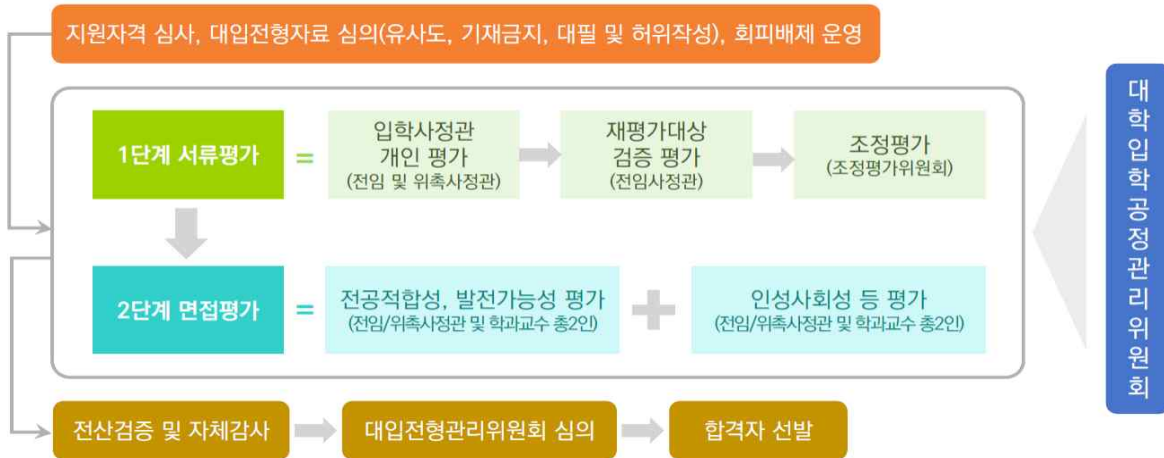 지원자격 심사, 대입전형자료 심의(유사도, 기재금지, 대필 및 허위작성), 회피배제 운영
1단계 서류평가
=
입학사정관
개인 평가
(전임 및 위촉사정관)
재평가대상
검증 평가
(전임사정관)
조정평가
(조정평가위원회)
2단계 면접평가
=
전공적합성, 발전가능성 평가
(전임/위촉사정관 및 학과교수 총2인)
+
인성사회성 등 평가
(전임/위촉사정관 및 학과교수 총2인)
전산검증 및 자체감사
대입전형관리위원회 심의
합격자 선발
대학입학공정관리위원회